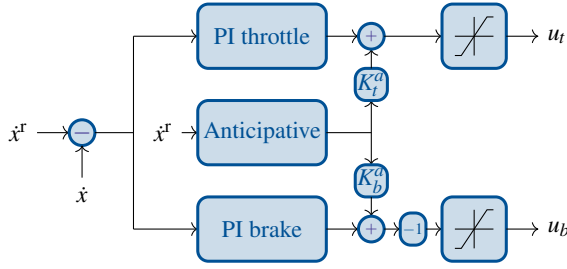 PI throttle
+
u_t
K_t^a
ẋ^r
−
ẋ^r
Anticipative
ẋ
K_b^a
PI brake
+
−1
u_b